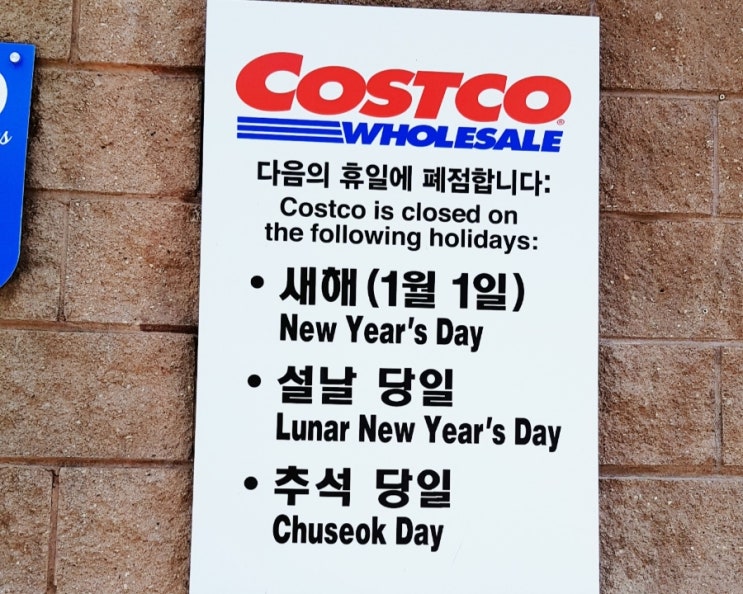 COSTCO
WHOLESALE
다음의 휴일에 폐점합니다:
Costco is closed on
the following holidays:
• 새해 (1월 1일)
New Year's Day
• 설날 당일
Lunar New Year's Day
• 추석 당일
Chuseok Day